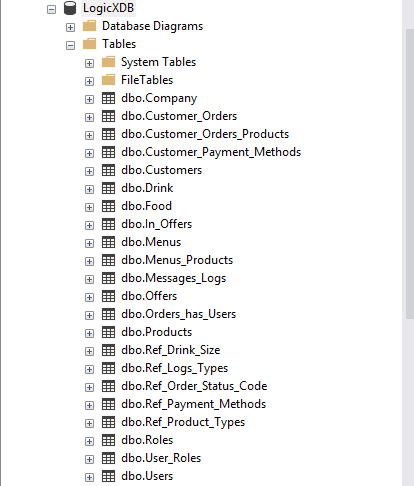 LogicXDB
Database Diagrams
Tables
System Tables
FileTables
dbo.Company
dbo.Customer_Orders
dbo.Customer_Orders_Products
dbo.Customer_Payment_Methods
dbo.Customers
dbo.Drink
dbo.Food
dbo.In_Offers
dbo.Menus
dbo.Menus_Products
dbo.Messages_Logs
dbo.Offers
dbo.Orders_has_Users
dbo.Products
dbo.Ref_Drink_Size
dbo.Ref_Logs_Types
dbo.Ref_Order_Status_Code
dbo.Ref_Payment_Methods
dbo.Ref_Product_Types
dbo.Roles
dbo.User_Roles
dbo.Users